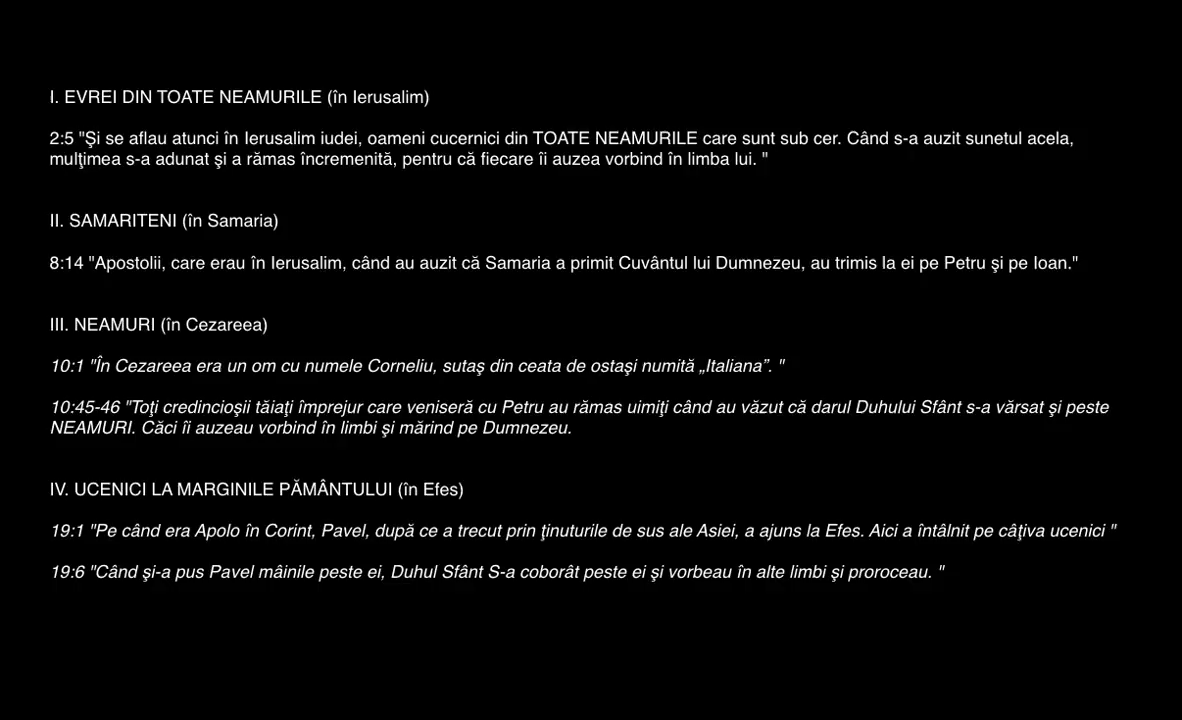 I. EVREI DIN TOATE NEAMURILE (în Ierusalim)
2:5 "Şi se aflau atunci în Ierusalim iudei, oameni cucernici din TOATE NEAMURILE care sunt sub cer. Când s-a auzit sunetul acela,
mulţimea s-a adunat şi a rămas încremenită, pentru că fiecare îi auzea vorbind în limba lui. "
II. SAMARITENI (în Samaria)
8:14 "Apostolii, care erau în Ierusalim, când au auzit că Samaria a primit Cuvântul lui Dumnezeu, au trimis la ei pe Petru şi pe Ioan."
III. NEAMURI (în Cezareea)
10:1 "În Cezareea era un om cu numele Corneliu, sutaş din ceata de ostaşi numită „Italiana”. "
10:45-46 "Toţi credincioşii tăiaţi împrejur care veniseră cu Petru au rămas uimiţi când au văzut că darul Duhului Sfânt s-a vărsat şi peste
NEAMURI. Căci îi auzeau vorbind în limbi şi mărind pe Dumnezeu.
IV. UCENICI LA MARGINILE PĂMÂNTULUI (în Efes)
19:1 "Pe când era Apolo în Corint, Pavel, după ce a trecut prin ţinuturile de sus ale Asiei, a ajuns la Efes. Aici a întâlnit pe câţiva ucenici "
19:6 "Când şi-a pus Pavel mâinile peste ei, Duhul Sfânt S-a coborât peste ei şi vorbeau în alte limbi şi proroceau. "